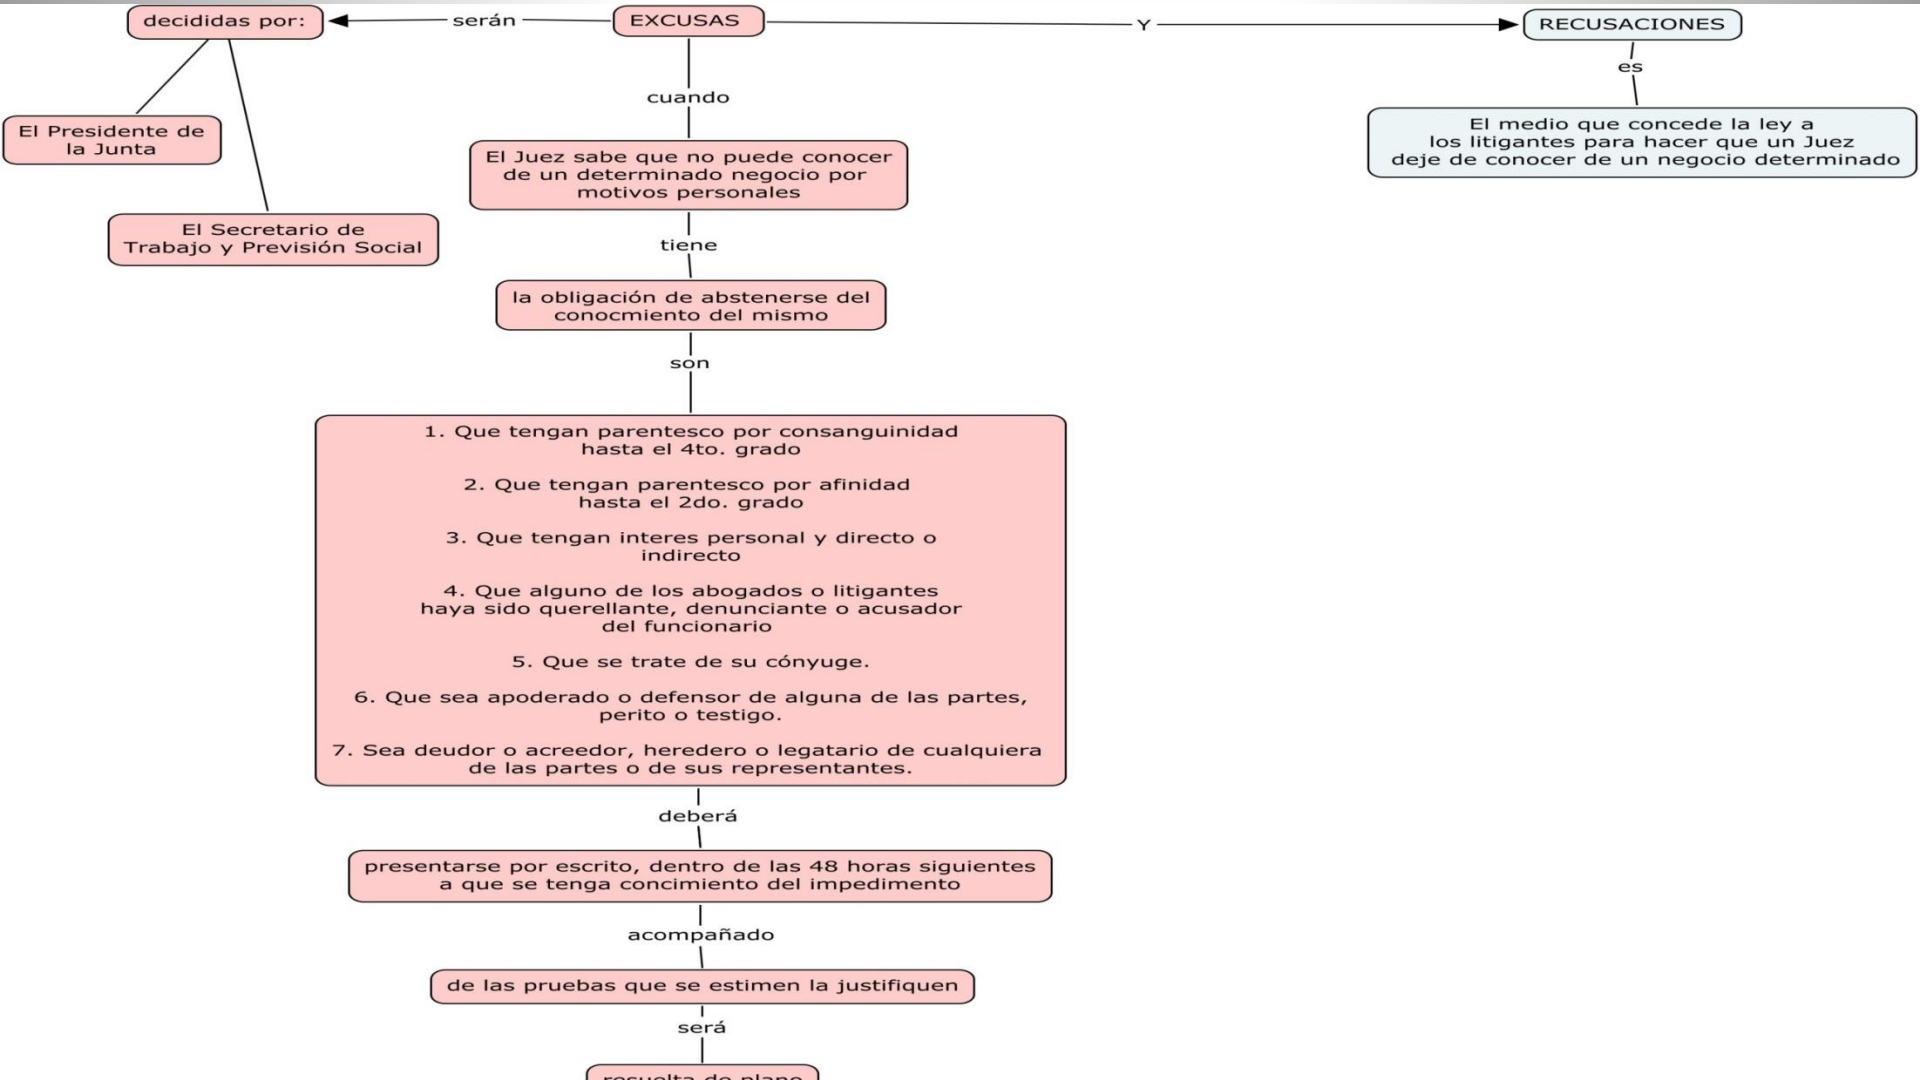 decididas por:
serán
EXCUSAS
Y
RECUSACIONES
es
El medio que concede la ley a
los litigantes para hacer que un Juez
deje de conocer de un negocio determinado
El Presidente de
la Junta
El Secretario de
Trabajo y Previsión Social
cuando
El Juez sabe que no puede conocer
de un determinado negocio por
motivos personales
tiene
la obligación de abstenerse del
conocmiento del mismo
son
1. Que tengan parentesco por consanguinidad
hasta el 4to. grado
2. Que tengan parentesco por afinidad
hasta el 2do. grado
3. Que tengan interes personal y directo o
indirecto
4. Que alguno de los abogados o litigantes
haya sido querellante, denunciante o acusador
del funcionario
5. Que se trate de su cónyuge.
6. Que sea apoderado o defensor de alguna de las partes,
perito o testigo.
7. Sea deudor o acreedor, heredero o legatario de cualquiera
de las partes o de sus representantes.
deberá
presentarse por escrito, dentro de las 48 horas siguientes
a que se tenga concimiento del impedimento
acompañado
de las pruebas que se estimen la justifiquen
será
resuelta de plano